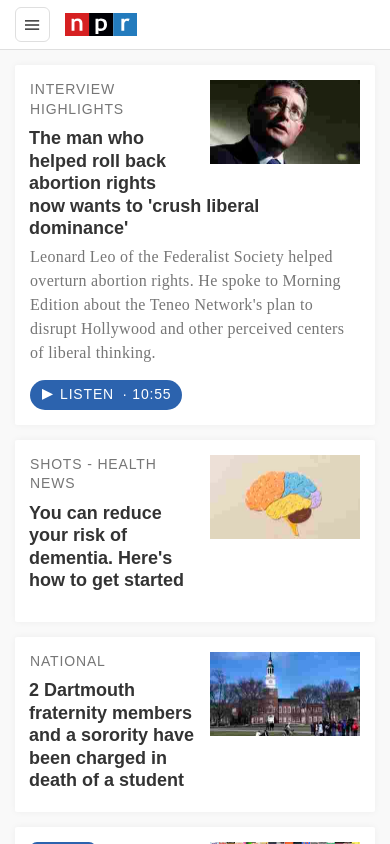 npr
INTERVIEW
HIGHLIGHTS
The man who
helped roll back
abortion rights
now wants to 'crush liberal
dominance'
Leonard Leo of the Federalist Society helped
overturn abortion rights. He spoke to Morning
Edition about the Teneo Network's plan to
disrupt Hollywood and other perceived centers
of liberal thinking.
LISTEN · 10:55
SHOTS - HEALTH
NEWS
You can reduce
your risk of
dementia. Here's
how to get started
NATIONAL
2 Dartmouth
fraternity members
and a sorority have
been charged in
death of a student